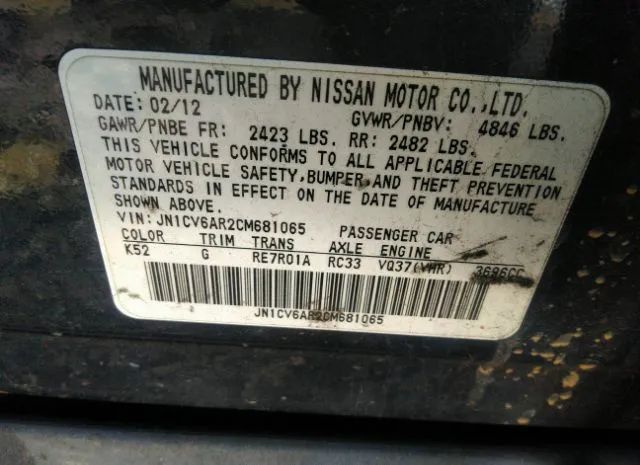 MANUFACTURED BY NISSAN MOTOR CO.,LTD.
DATE: 02/12 GVWR/PNBV: 4846 LBS.
GAWR/PNBE FR: 2423 LBS. RR: 2482 LBS.
THIS VEHICLE CONFORMS TO ALL APPLICABLE FEDERAL
MOTOR VEHICLE SAFETY,BUMPER,AND THEFT PREVENTION
STANDARDS IN EFFECT ON THE DATE OF MANUFACTURE
SHOWN ABOVE.
VIN: JN1CV6AR2CM681065 PASSENGER CAR
COLOR TRIM TRANS AXLE ENGINE
K52 G RE7R01A RC33 VQ37(VHR) 3696CC
JN1CV6AR2CM681065